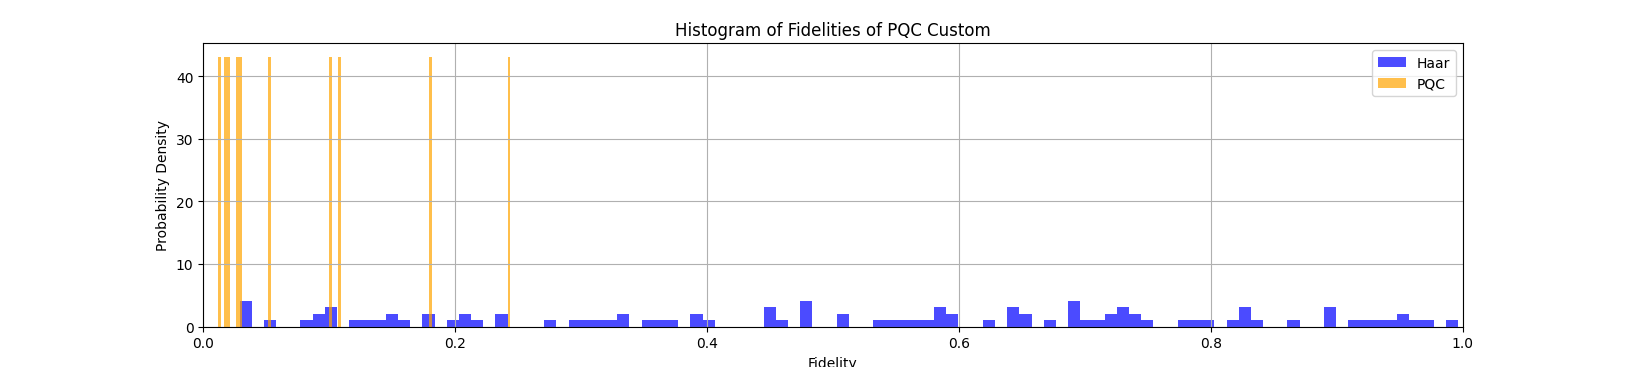 Histogram of Fidelities of PQC Custom
Haar
PQC
Probability Density
40
30
20
10
0
0.0 0.2 0.4 0.6 0.8 1.0
Fidelity